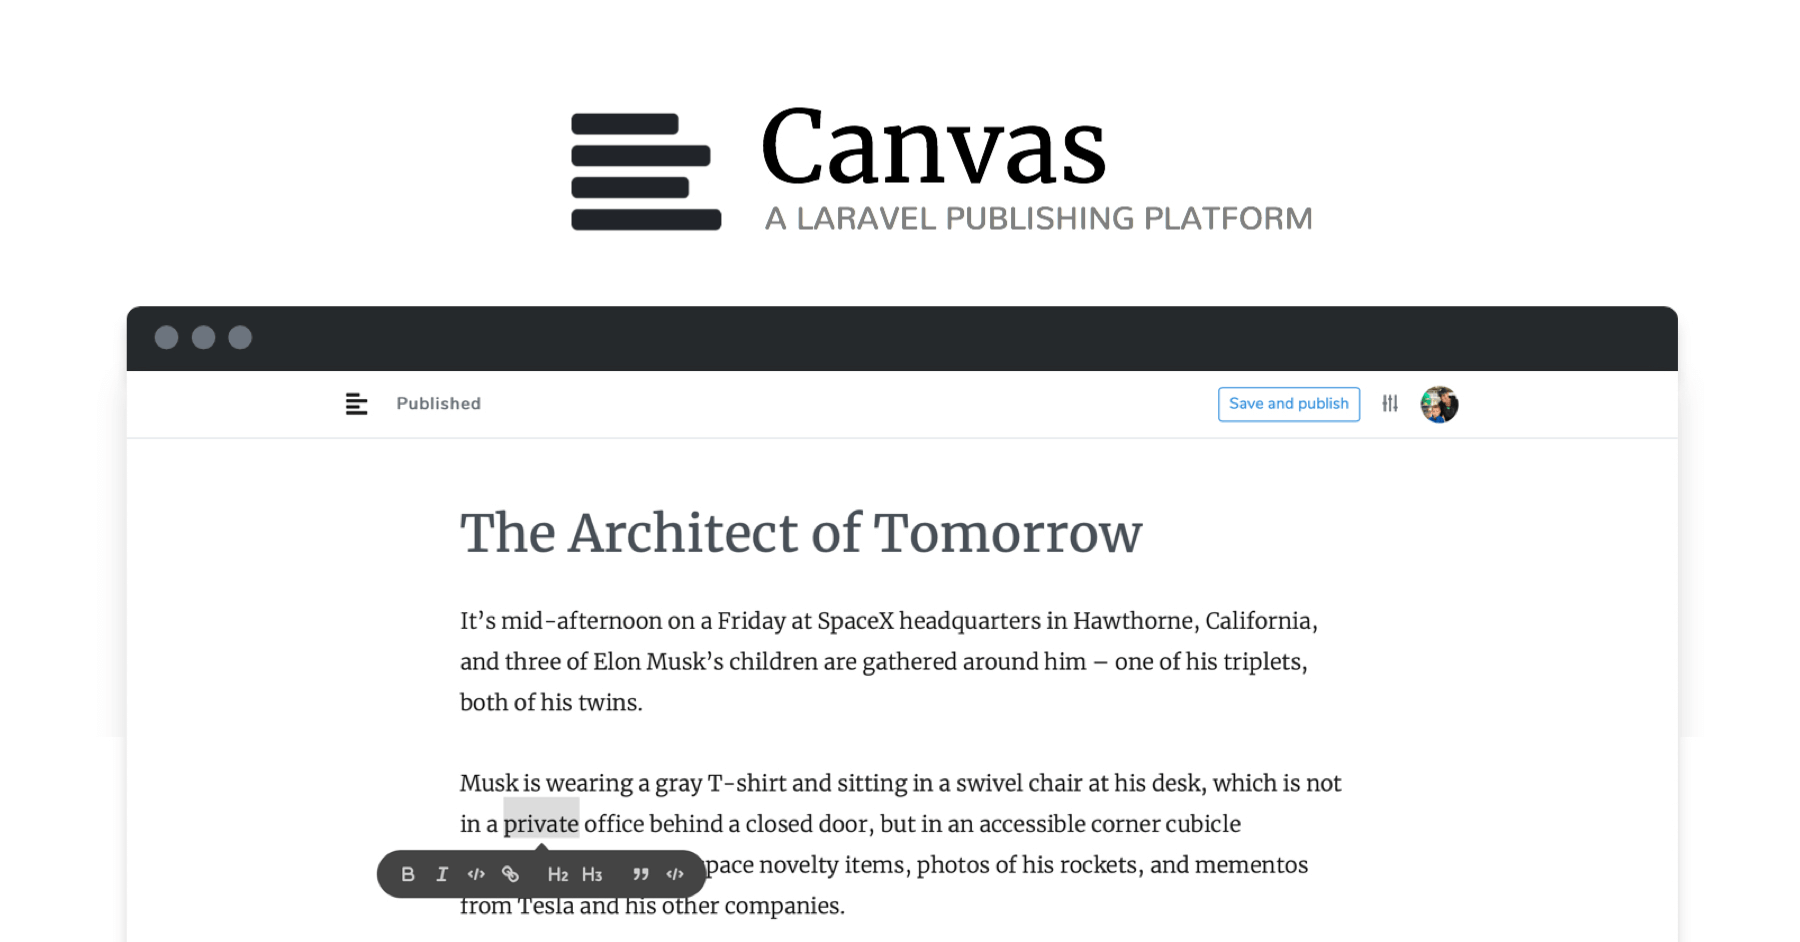 Canvas
A LARAVEL PUBLISHING PLATFORM
Published
Save and publish
The Architect of Tomorrow
It’s mid-afternoon on a Friday at SpaceX headquarters in Hawthorne, California,
and three of Elon Musk’s children are gathered around him – one of his triplets,
both of his twins.
Musk is wearing a gray T-shirt and sitting in a swivel chair at his desk, which is not
in a private office behind a closed door, but in an accessible corner cubicle
B I </> H2 H3 ” </>
pace novelty items, photos of his rockets, and mementos
from Tesla and his other companies.